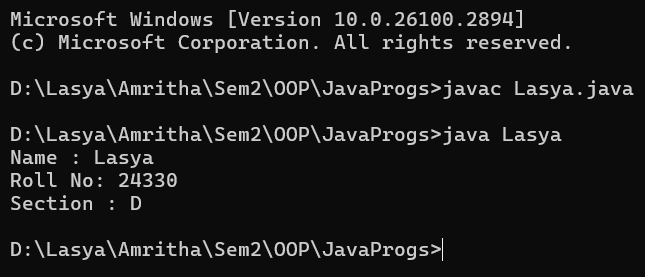 Microsoft Windows [Version 10.0.26100.2894]
(c) Microsoft Corporation. All rights reserved.
D:\Lasya\Amritha\Sem2\OOP\JavaProgs>javac Lasya.java
D:\Lasya\Amritha\Sem2\OOP\JavaProgs>java Lasya
Name : Lasya
Roll No: 24330
Section : D
D:\Lasya\Amritha\Sem2\OOP\JavaProgs>